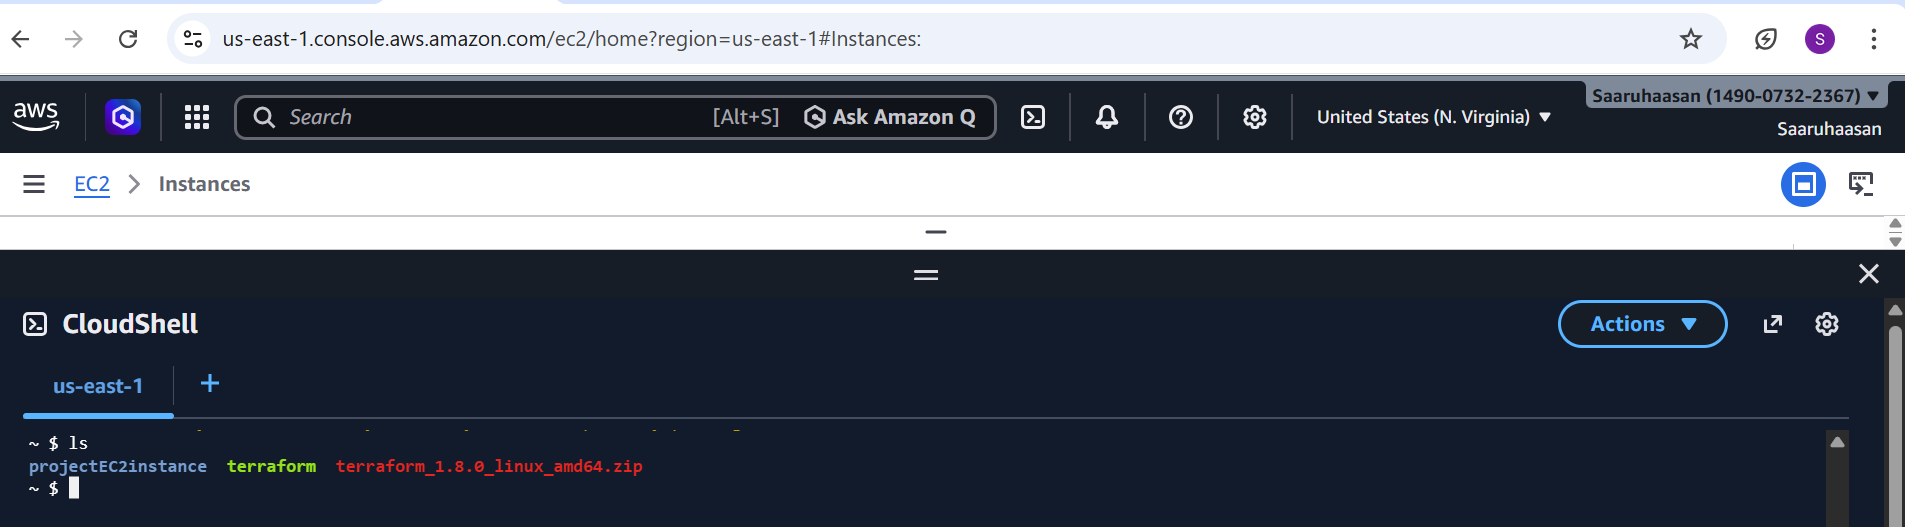 us-east-1.console.aws.amazon.com/ec2/home?region=us-east-1#Instances:
S
aws
Search
[Alt+S]
Ask Amazon Q
United States (N. Virginia)
Saaruhaasan (1490-0732-2367)
Saaruhaasan
EC2
Instances
CloudShell
Actions
us-east-1
+
~ $ ls
projectEC2instance terraform terraform_1.8.0_linux_amd64.zip
~ $